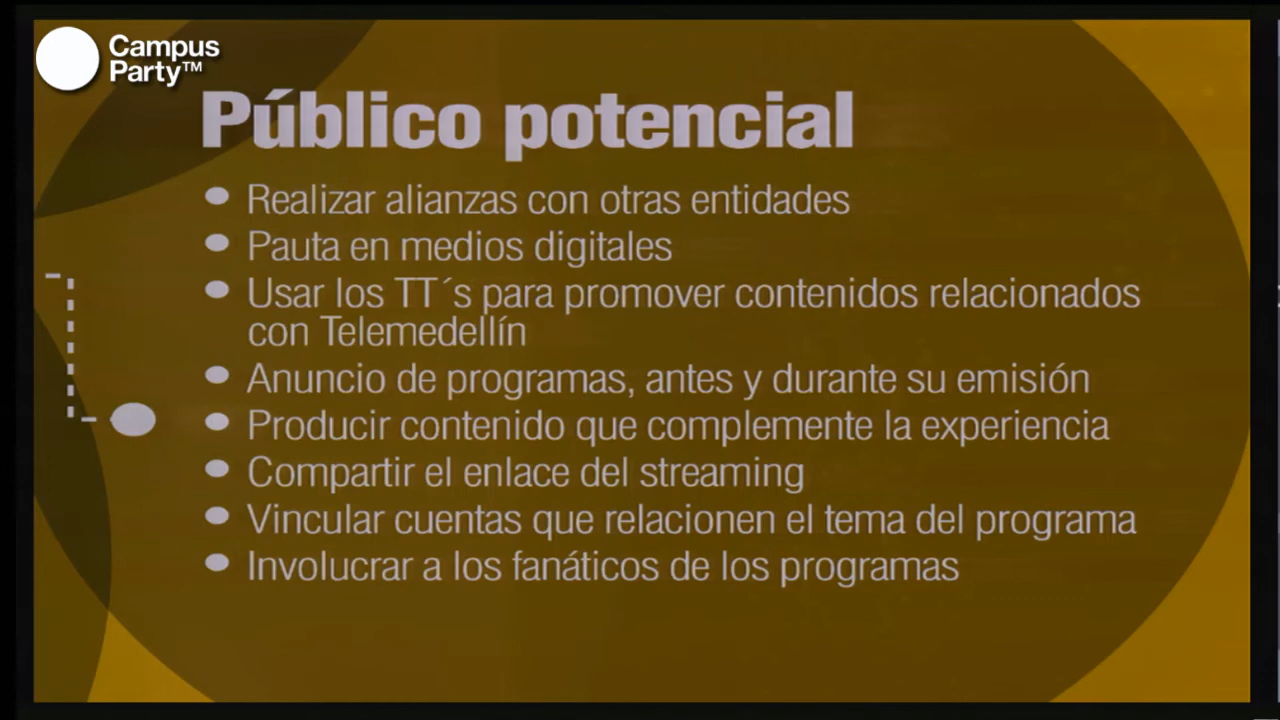 Campus
Party™
Público potencial
● Realizar alianzas con otras entidades
● Pauta en medios digitales
● Usar los TT´s para promover contenidos relacionados
con Telemedellín
● Anuncio de programas, antes y durante su emisión
● Producir contenido que complemente la experiencia
● Compartir el enlace del streaming
● Vincular cuentas que relacionen el tema del programa
● Involucrar a los fanáticos de los programas